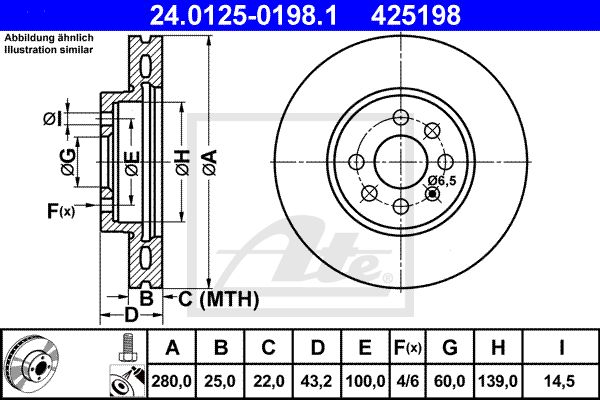 24.0125-0198.1 425198
Abbildung ähnlich
Illustration similar
ØI
ØG
ØE
ØH
ØA
F(x)
Ø6,5
B
C (MTH)
D
Ate
A B C D E F(x) G H I
280,0 25,0 22,0 43,2 100,0 4/6 60,0 139,0 14,5